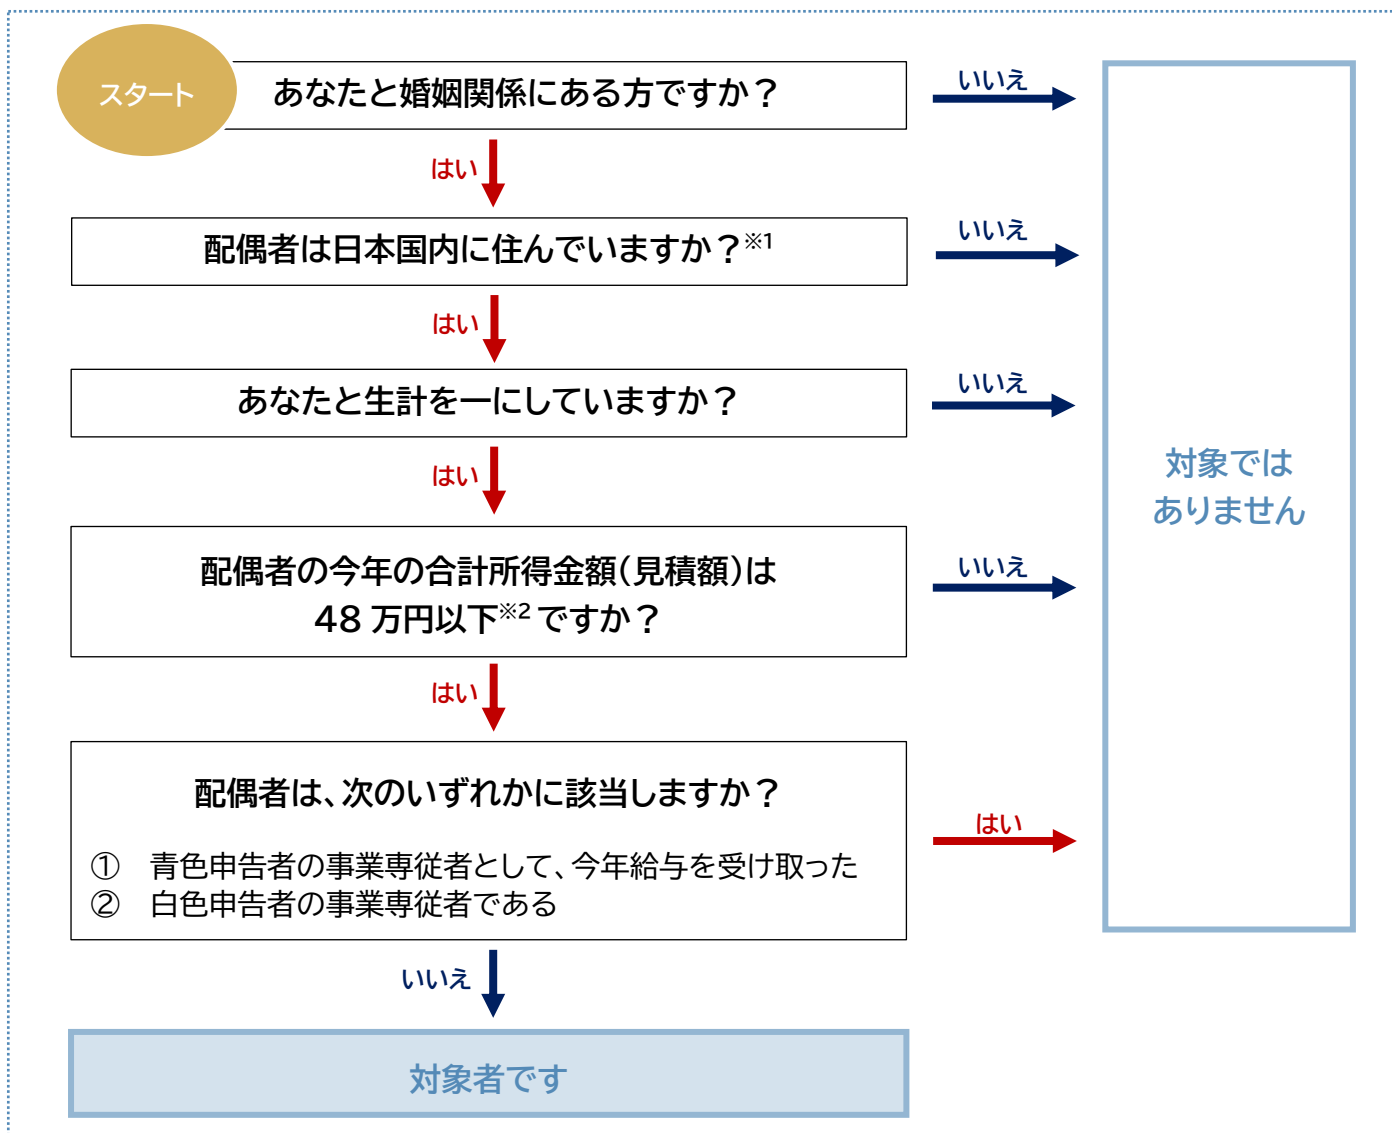 スタート
あなたと婚姻関係にある方ですか？
いいえ
はい
配偶者は日本国内に住んでいますか？※1
いいえ
はい
あなたと生計を一にしていますか？
いいえ
はい
配偶者の今年の合計所得金額（見積額）は
48 万円以下※2 ですか？
いいえ
はい
配偶者は、次のいずれかに該当しますか？
① 青色申告者の事業専従者として、今年給与を受け取った
② 白色申告者の事業専従者である
はい
いいえ
対象では
ありません
対象者です